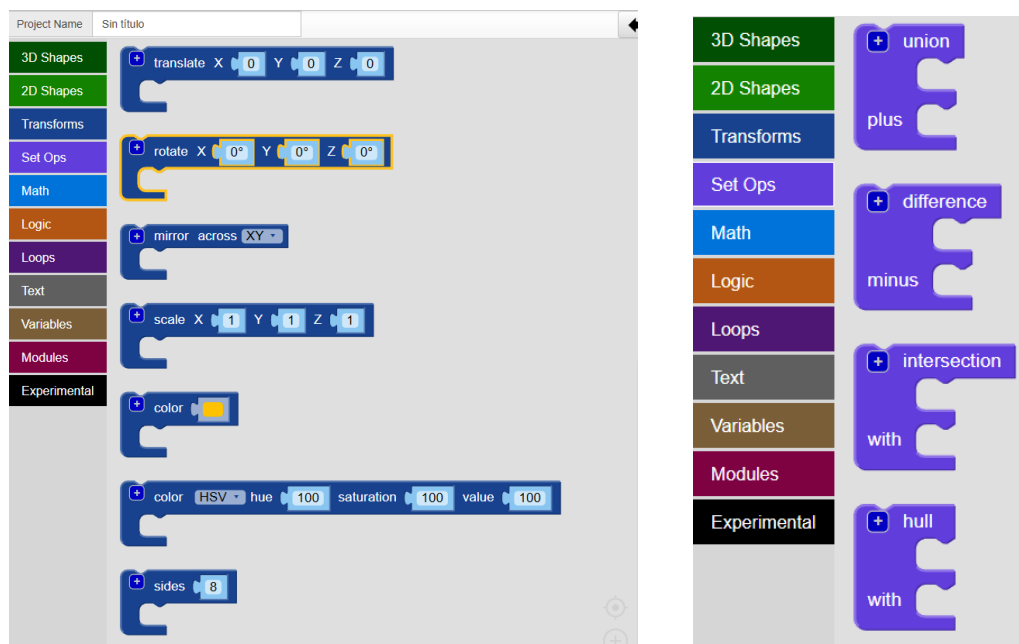 Project Name Sin título
3D Shapes
2D Shapes
Transforms
Set Ops
Math
Logic
Loops
Text
Variables
Modules
Experimental
translate X 0 Y 0 Z 0
rotate X 0° Y 0° Z 0°
mirror across XY
scale X 1 Y 1 Z 1
color
color HSV hue 100 saturation 100 value 100
sides 8
3D Shapes
2D Shapes
Transforms
Set Ops
Math
Logic
Loops
Text
Variables
Modules
Experimental
+ union
plus
+ difference
minus
+ intersection
with
+ hull
with